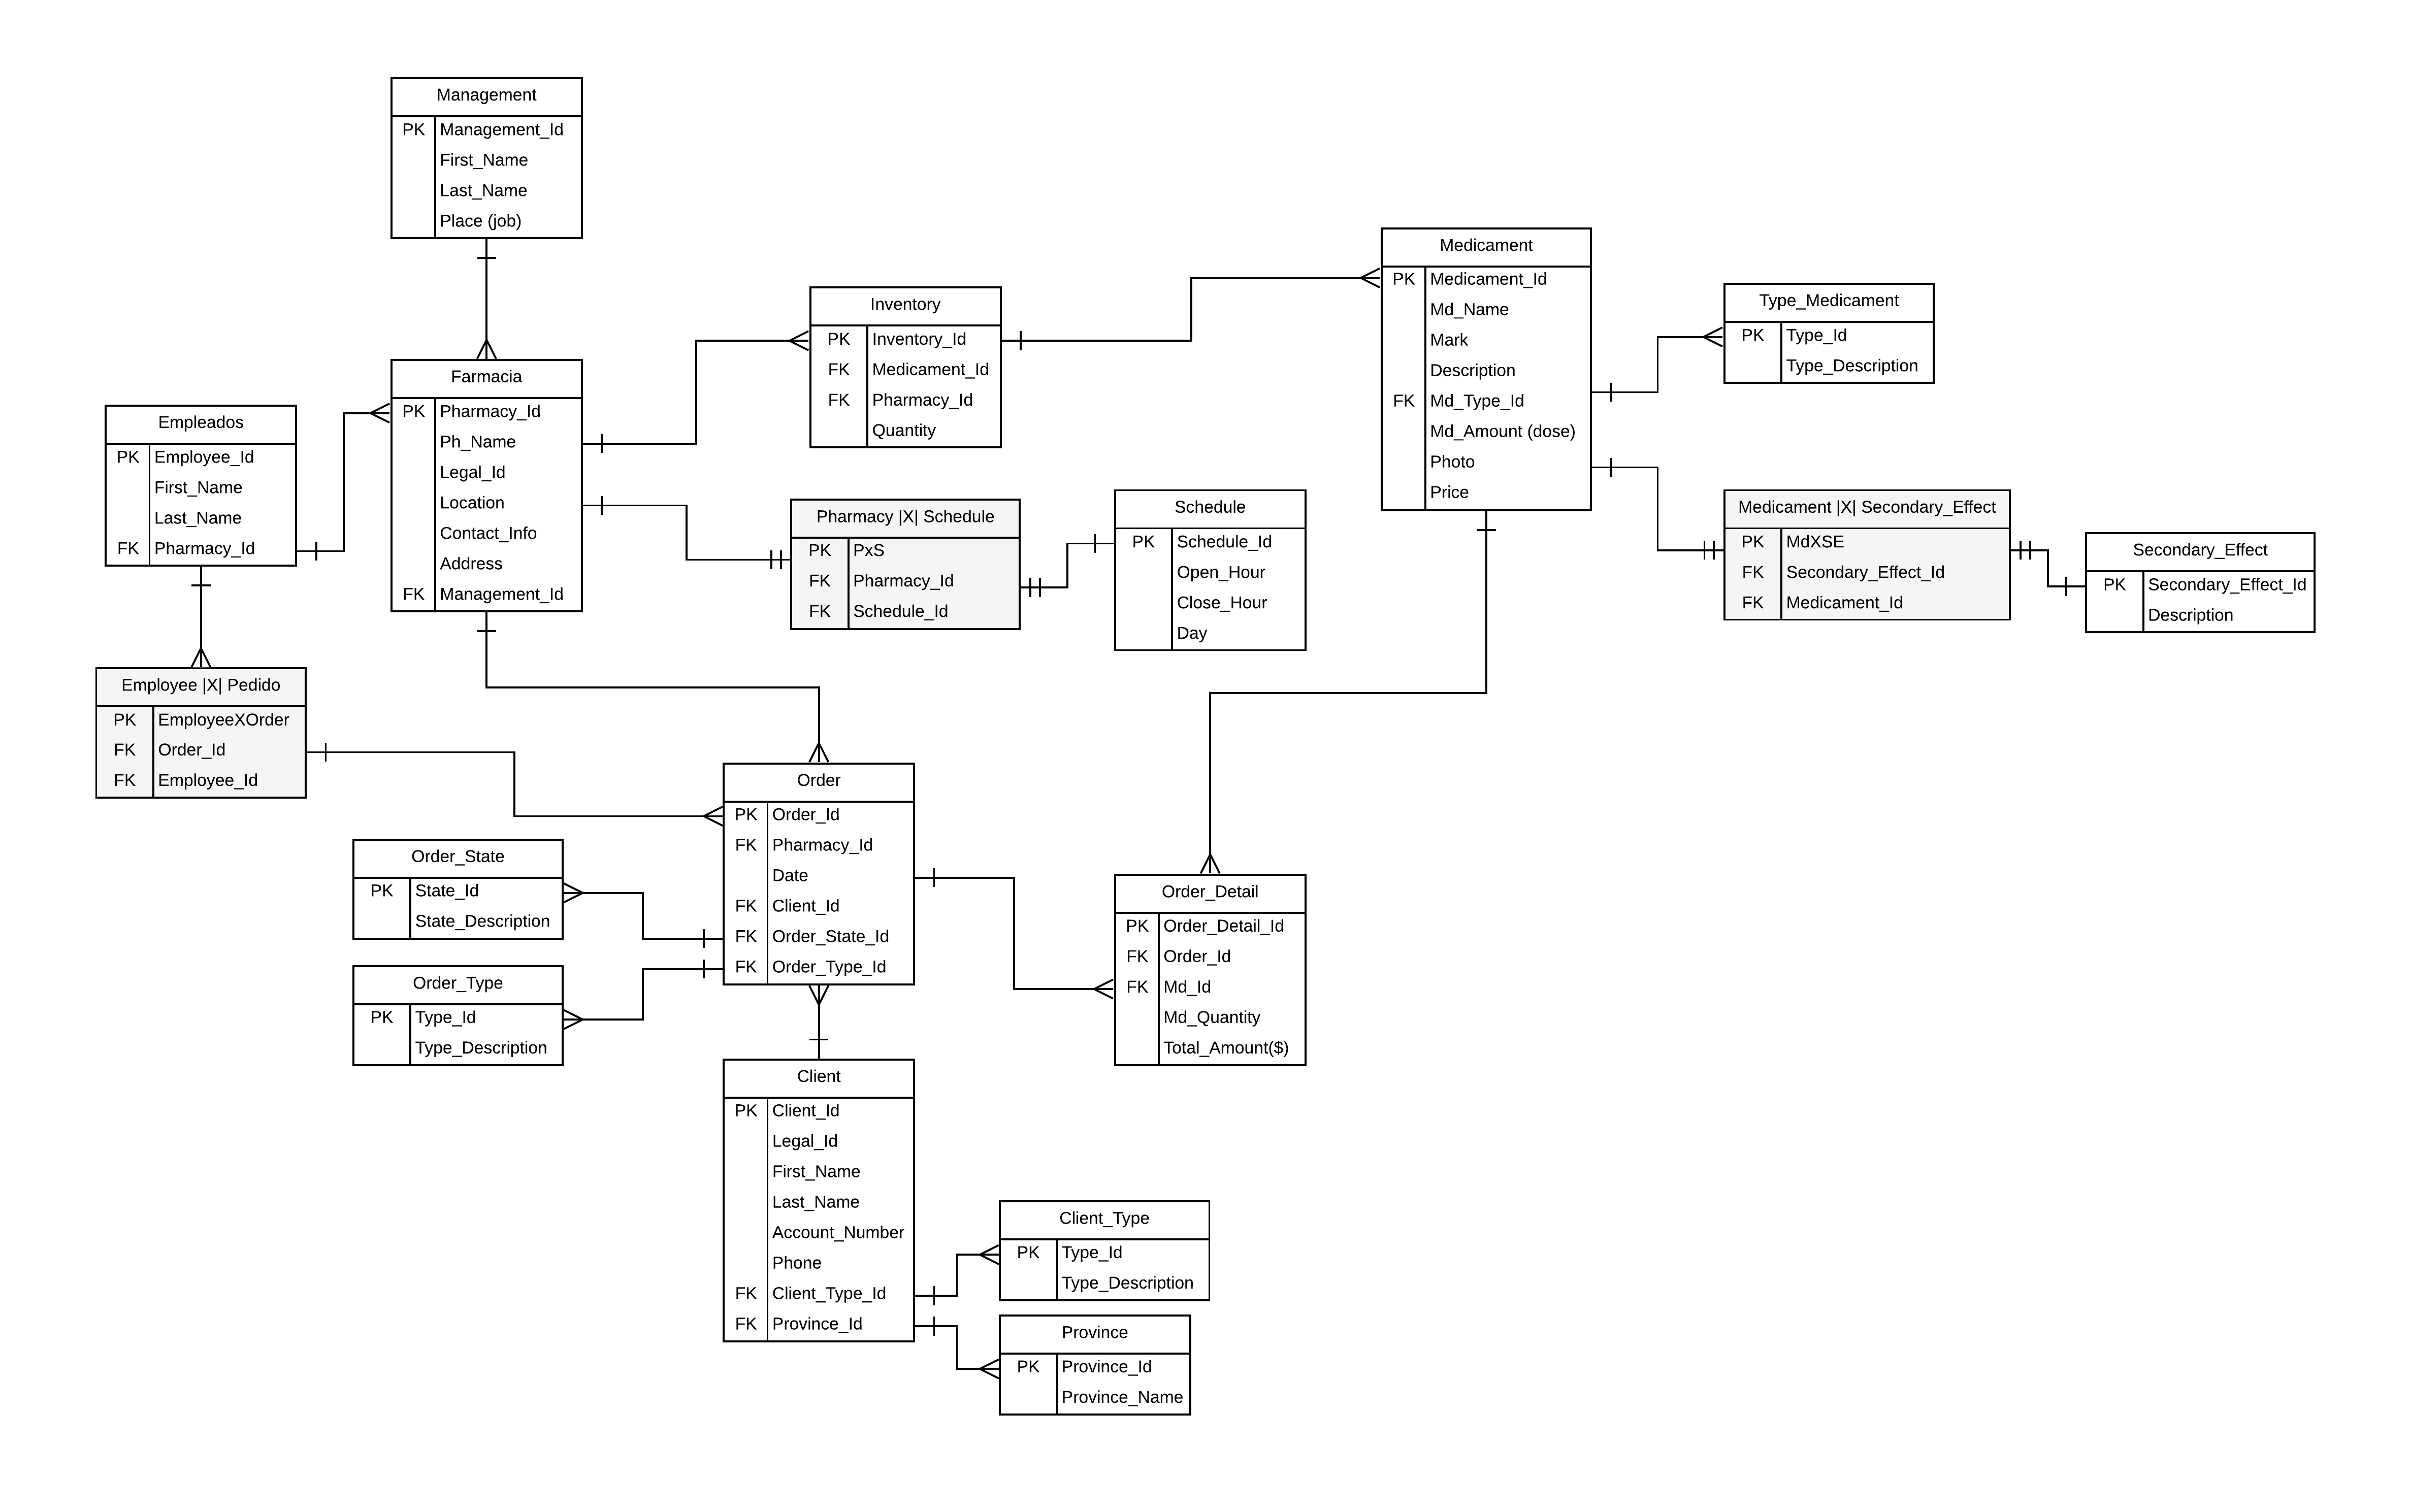 Management
PK Management_Id
First_Name
Last_Name
Place (job)
Medicament
PK Medicament_Id
Md_Name
Mark
Description
FK Md_Type_Id
Md_Amount (dose)
Photo
Price
Type_Medicament
PK Type_Id
Type_Description
Inventory
PK Inventory_Id
FK Medicament_Id
FK Pharmacy_Id
Quantity
Farmacia
PK Pharmacy_Id
Ph_Name
Legal_Id
Location
Contact_Info
Address
FK Management_Id
Empleados
PK Employee_Id
First_Name
Last_Name
FK Pharmacy_Id
Pharmacy |X| Schedule
PK PxS
FK Pharmacy_Id
FK Schedule_Id
Schedule
PK Schedule_Id
Open_Hour
Close_Hour
Day
Medicament |X| Secondary_Effect
PK MdXSE
FK Secondary_Effect_Id
FK Medicament_Id
Secondary_Effect
PK Secondary_Effect_Id
Description
Employee |X| Pedido
PK EmployeeXOrder
FK Order_Id
FK Employee_Id
Order
PK Order_Id
FK Pharmacy_Id
Date
FK Client_Id
FK Order_State_Id
FK Order_Type_Id
Order_State
PK State_Id
State_Description
Order_Type
PK Type_Id
Type_Description
Order_Detail
PK Order_Detail_Id
FK Order_Id
FK Md_Id
Md_Quantity
Total_Amount($)
Client
PK Client_Id
Legal_Id
First_Name
Last_Name
Account_Number
Phone
FK Client_Type_Id
FK Province_Id
Client_Type
PK Type_Id
Type_Description
Province
PK Province_Id
Province_Name